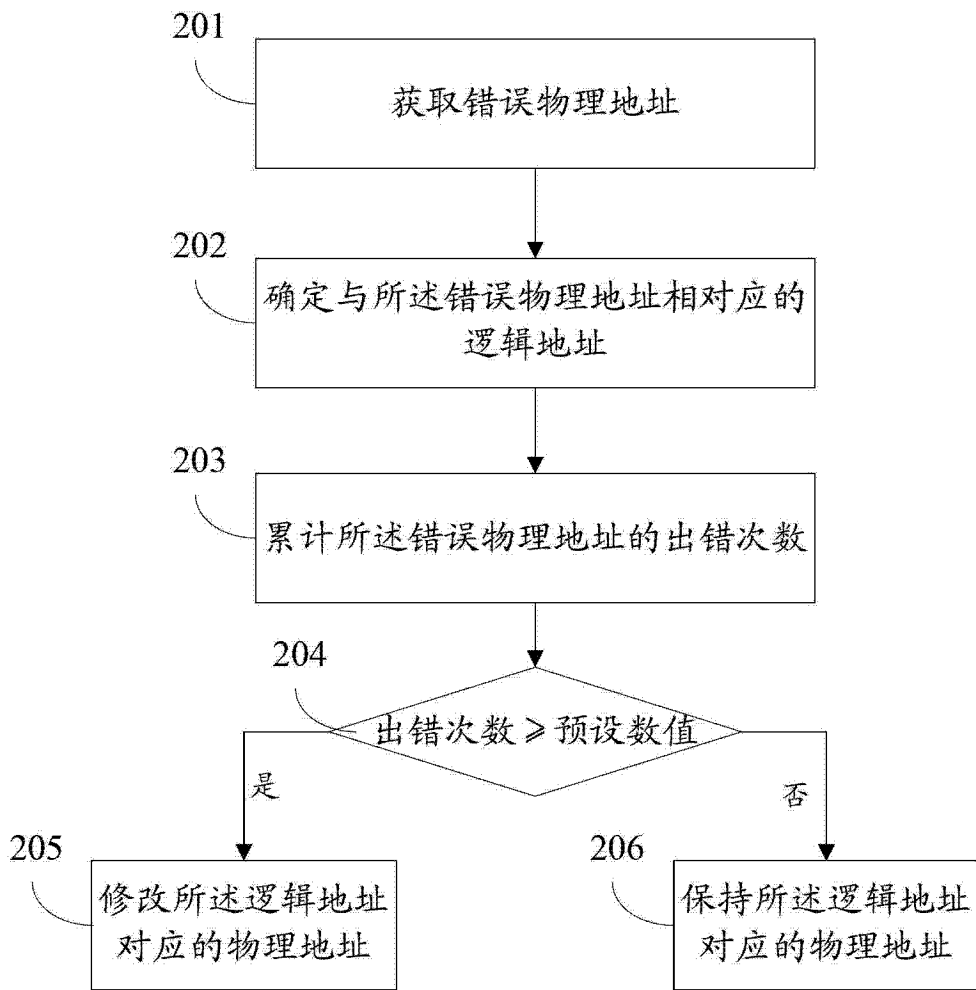 201
获取错误物理地址
202
确定与所述错误物理地址相对应的
逻辑地址
203
累计所述错误物理地址的出错次数
204
出错次数≥预设数值
是
否
205
修改所述逻辑地址
对应的物理地址
206
保持所述逻辑地址
对应的物理地址